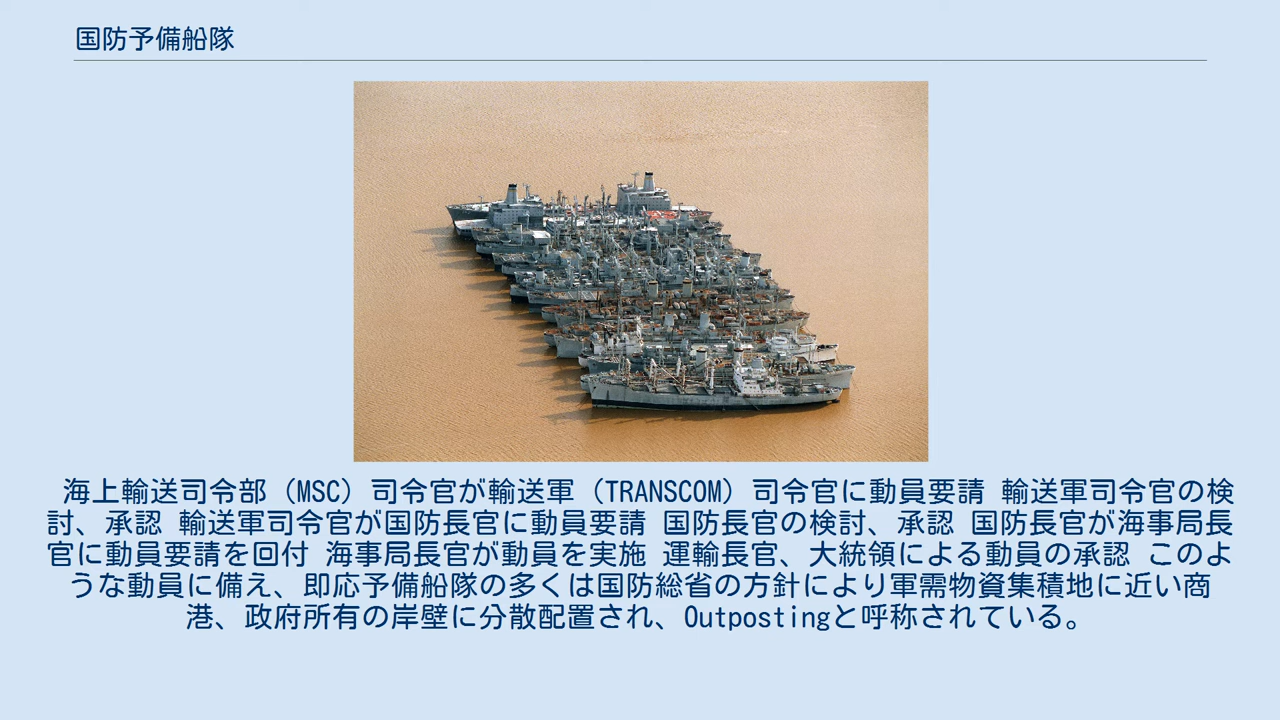 国防予備船隊
海上輸送司令部（MSC）司令官が輸送軍（TRANSCOM）司令官に動員要請 輸送軍司令官の検
討、承認 輸送軍司令官が国防長官に動員要請 国防長官の検討、承認 国防長官が海事局長
官に動員要請を回付 海事局長官が動員を実施 運輸長官、大統領による動員の承認 このよ
うな動員に備え、即応予備船隊の多くは国防総省の方針により軍需物資集積地に近い商
港、政府所有の岸壁に分散配置され、Outpostingと呼称されている。